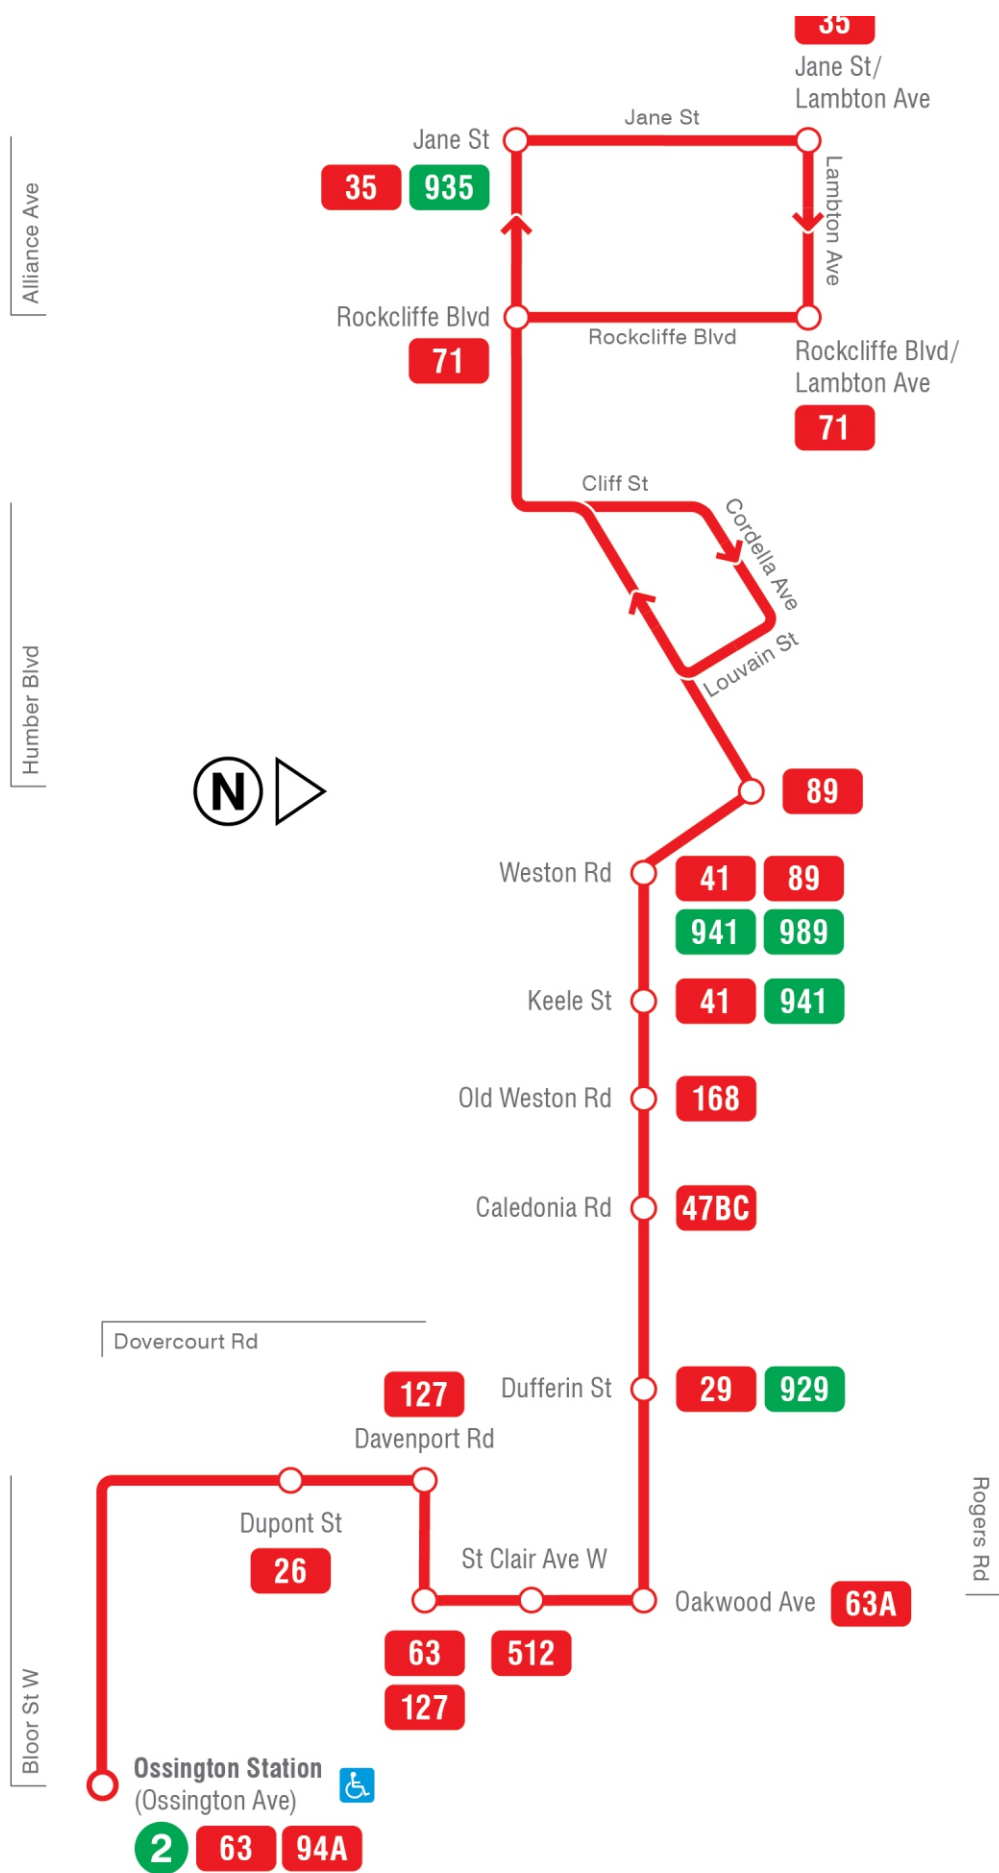 35
Jane St/
Lambton Ave
Jane St
Jane St
35 935
Lambton Ave
Alliance Ave
Rockcliffe Blvd
Rockcliffe Blvd
71
Rockcliffe Blvd/
Lambton Ave
71
Cliff St
Cordella Ave
Louvain St
Humber Blvd
N
89
Weston Rd
41 89
941 989
Keele St
41 941
Old Weston Rd
168
Caledonia Rd
47BC
Dovercourt Rd
127
Davenport Rd
Dufferin St
29 929
Dupont St
26
St Clair Ave W
Rogers Rd
Oakwood Ave
63A
63
127
512
Bloor St W
Ossington Station
(Ossington Ave)
2 63 94A